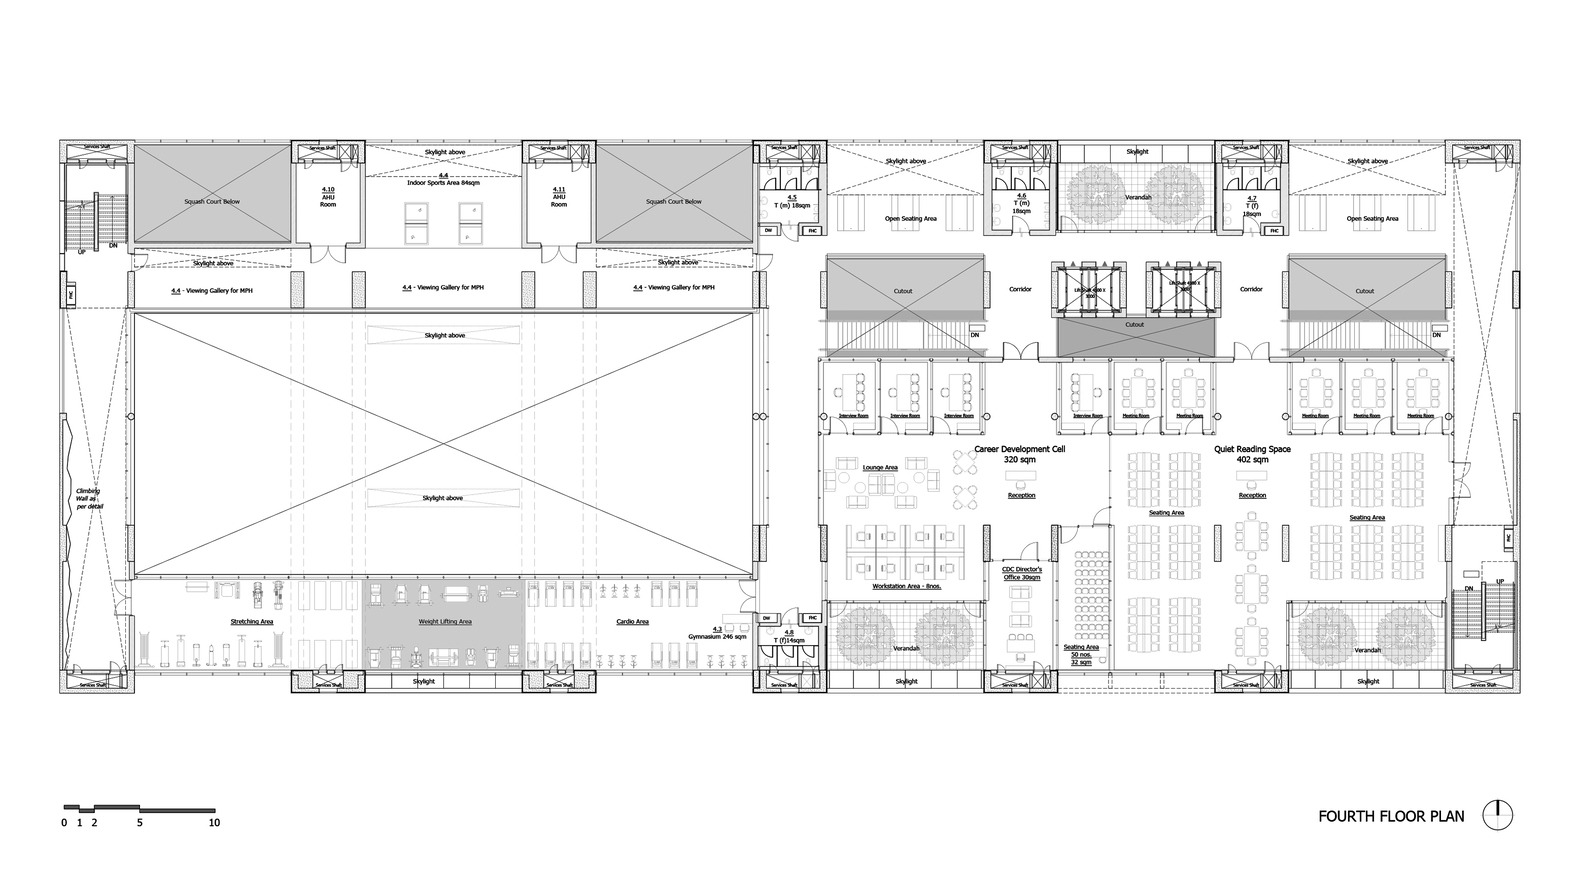 Services Shaft
Services Shaft
Services Shaft
Services Shaft
Services Shaft
Services Shaft
Services Shaft
Skylight above
Skylight
Skylight above
Skylight above
4.4
Indoor Sports Area 84sqm
4.10
AHU
Room
4.11
AHU
Room
Squash Court Below
Squash Court Below
4.5
T (m) 18sqm
4.6
T (m)
18sqm
Verandah
4.7
T (f)
18sqm
Open Seating Area
Open Seating Area
DW
FHC
FHC
UP
DN
Skylight above
Skylight above
4.4 - Viewing Gallery for MPH
4.4 - Viewing Gallery for MPH
4.4 - Viewing Gallery for MPH
FHC
Cutout
Corridor
Corridor
Cutout
Cutout
DN
DN
Skylight above
Interview Room
Interview Room
Interview Room
Interview Room
Meeting Room
Meeting Room
Meeting Room
Meeting Room
Meeting Room
Career Development Cell
320 sqm
Quiet Reading Space
402 sqm
Lounge Area
Reception
Reception
Skylight above
Climbing
Wall as
per detail
Seating Area
Seating Area
FHC
CDC Director's
Office 30sqm
Workstation Area - 8nos.
UP
DN
Stretching Area
Weight Lifting Area
Cardio Area
4.3
Gymnasium 246 sqm
DW
FHC
4.8
T (f)14sqm
Verandah
Seating Area
50 nos.
32 sqm
Verandah
Services Shaft
Services Shaft
Skylight
Services Shaft
Services Shaft
Skylight
Services Shaft
Services Shaft
Skylight
Services Shaft
0 1 2 5 10
FOURTH FLOOR PLAN